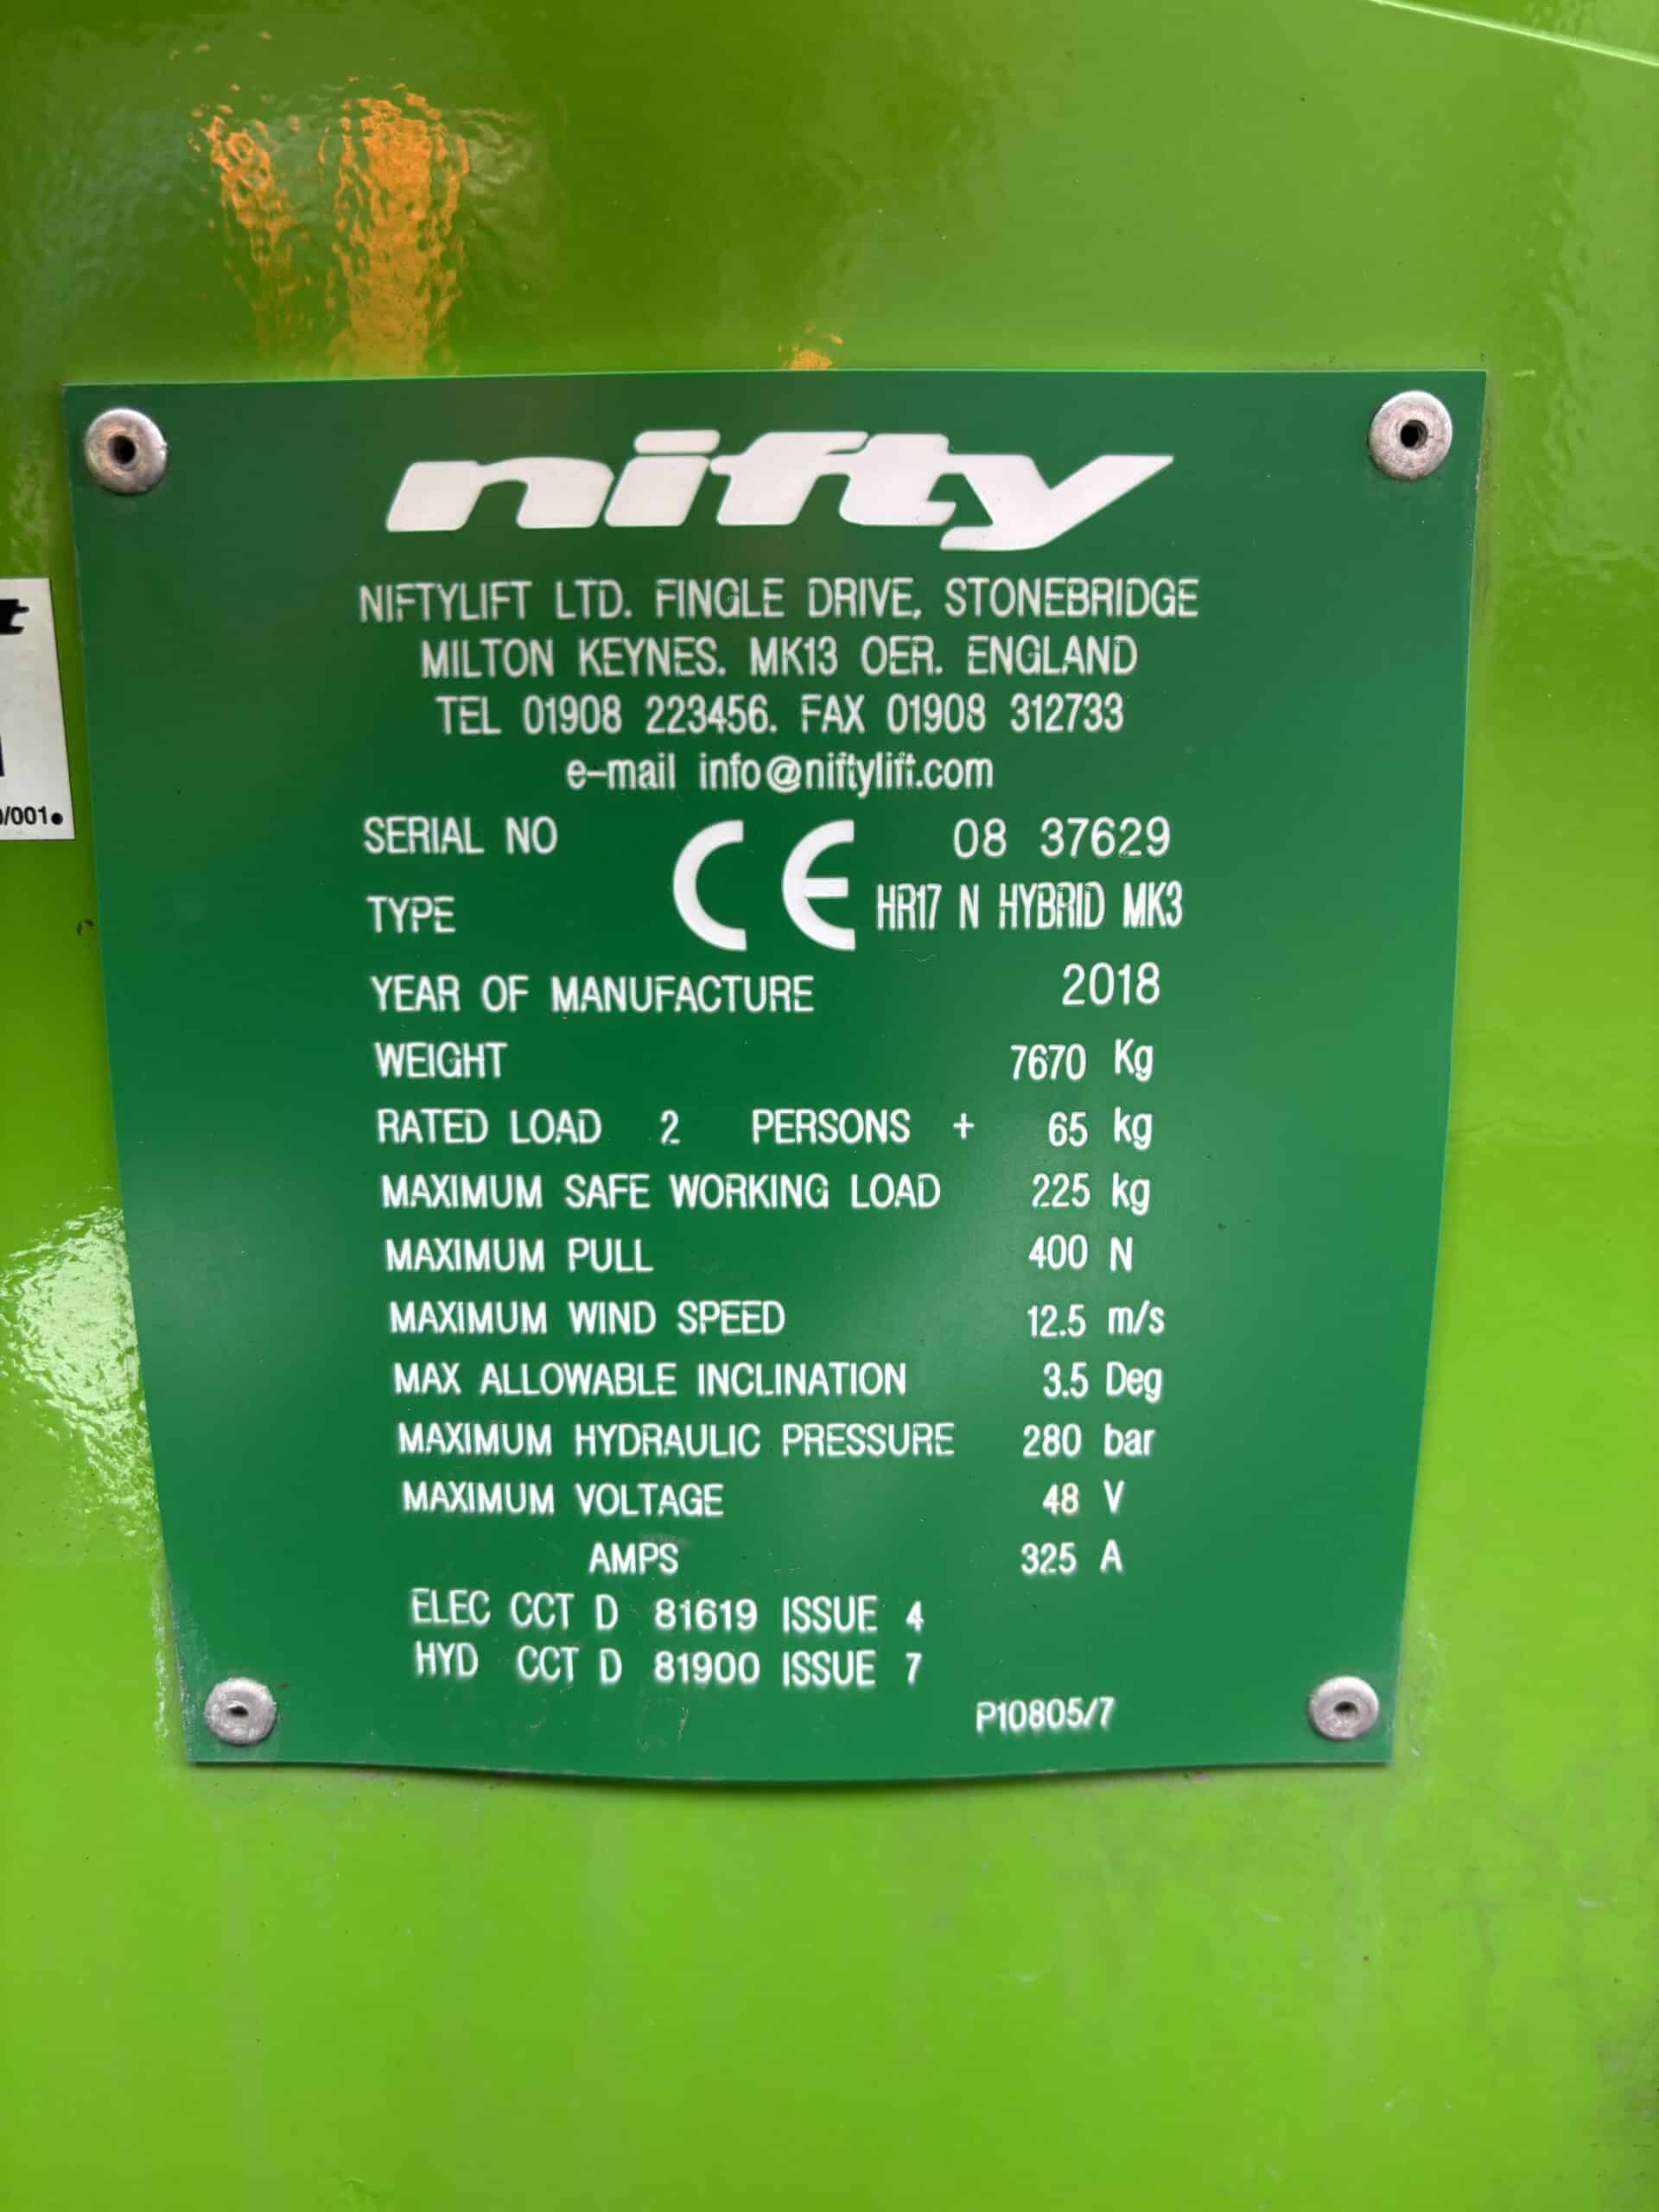 nifty
NIFTYLIFT LTD. FINGLE DRIVE, STONEBRIDGE
MILTON KEYNES. MK13 OER. ENGLAND
TEL 01908 223456. FAX 01908 312733
e-mail info@niftylift.com
SERIAL NO CE 08 37629
TYPE HR17 N HYBRID MK3
YEAR OF MANUFACTURE 2018
WEIGHT 7670 Kg
RATED LOAD 2 PERSONS + 65 kg
MAXIMUM SAFE WORKING LOAD 225 kg
MAXIMUM PULL 400 N
MAXIMUM WIND SPEED 12.5 m/s
MAX ALLOWABLE INCLINATION 3.5 Deg
MAXIMUM HYDRAULIC PRESSURE 280 bar
MAXIMUM VOLTAGE 48 V
AMPS 325 A
ELEC CCT D 81619 ISSUE 4
HYD CCT D 81900 ISSUE 7
P10805/7
/001